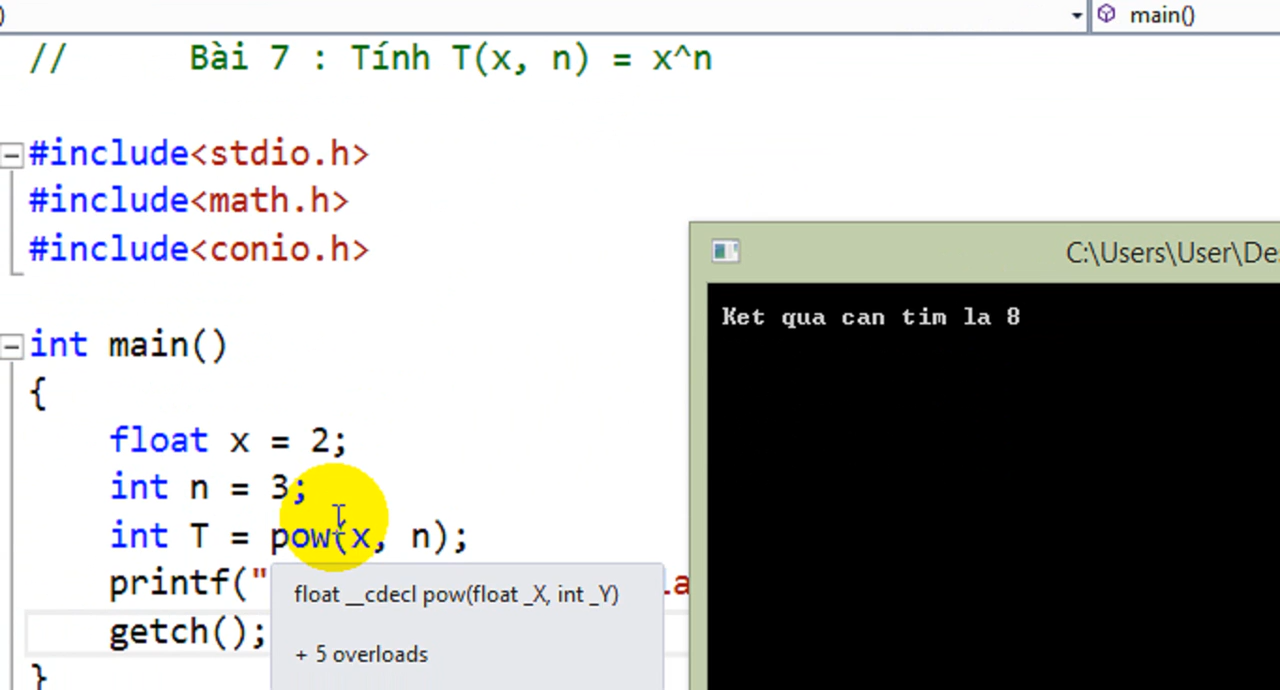 )
main()
// Bài 7 : Tính T(x, n) = x^n
#include<stdio.h>
#include<math.h>
#include<conio.h>
int main()
{
float x = 2;
int n = 3;
int T = pow(x, n);
printf("
getch();
}
float __cdecl pow(float _X, int _Y)
+ 5 overloads
C:\Users\User\De
Ket qua can tim la 8